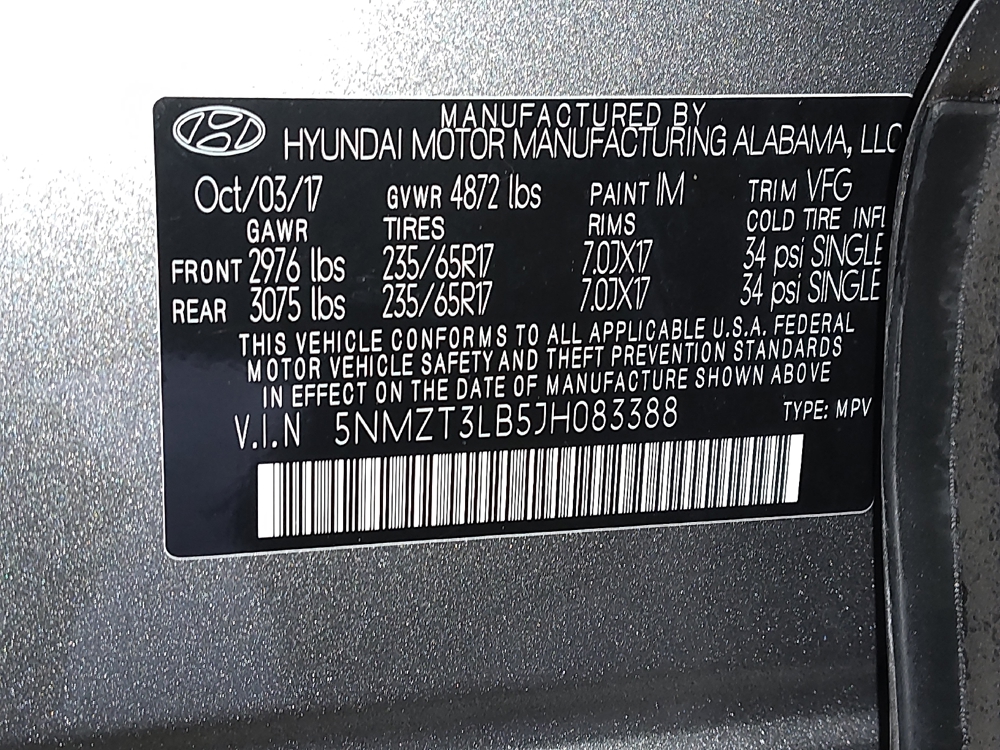 MANUFACTURED BY
HYUNDAI MOTOR MANUFACTURING ALABAMA, LLC
Oct/03/17 GVWR 4872 lbs PAINT IM TRIM VFG
GAWR TIRES RIMS COLD TIRE INFL
FRONT 2976 lbs 235/65R17 7.0JX17 34 psi SINGLE
REAR 3075 lbs 235/65R17 7.0JX17 34 psi SINGLE
THIS VEHICLE CONFORMS TO ALL APPLICABLE U.S.A. FEDERAL
MOTOR VEHICLE SAFETY AND THEFT PREVENTION STANDARDS
IN EFFECT ON THE DATE OF MANUFACTURE SHOWN ABOVE
V.I.N 5NMZT3LB5JH083388 TYPE: MPV